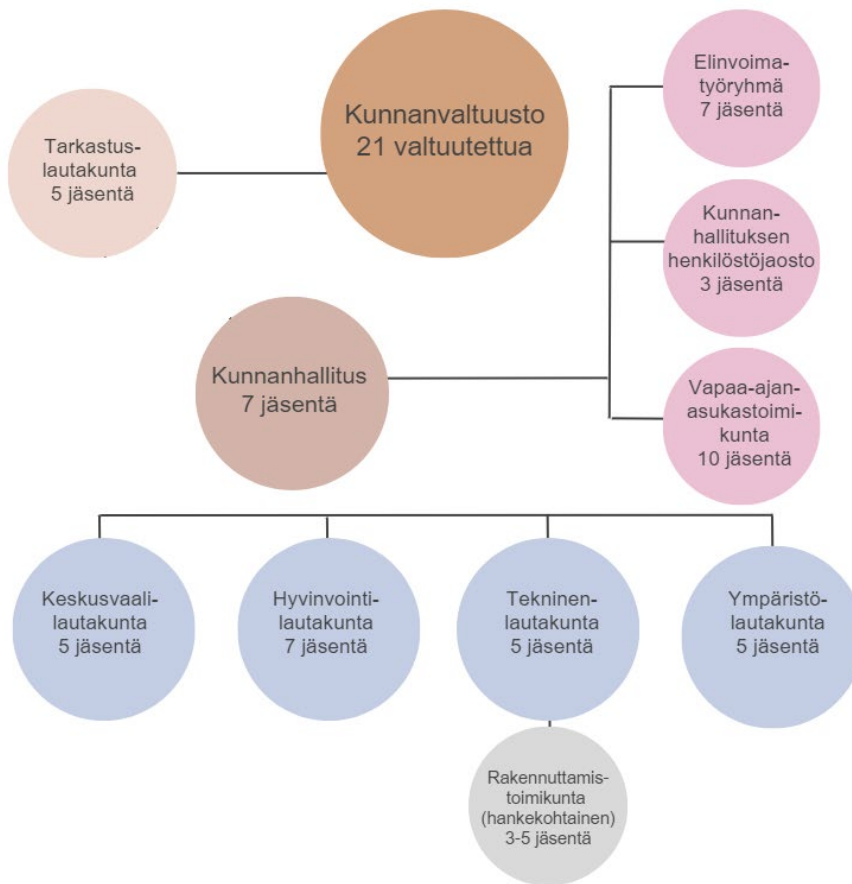 Kunnanvaltuusto
21 valtuutettua
Tarkastus-
lautakunta
5 jäsentä
Elinvoima-
työryhmä
7 jäsentä
Kunnan-
hallituksen
henkilöstöjaosto
3 jäsentä
Kunnanhallitus
7 jäsentä
Vapaa-ajan-
asukastoimi-
kunta
10 jäsentä
Keskusvaali-
lautakunta
5 jäsentä
Hyvinvointi-
lautakunta
7 jäsentä
Tekninen-
lautakunta
5 jäsentä
Ympäristö-
lautakunta
5 jäsentä
Rakennuttamis-
toimikunta
(hankekohtainen)
3-5 jäsentä